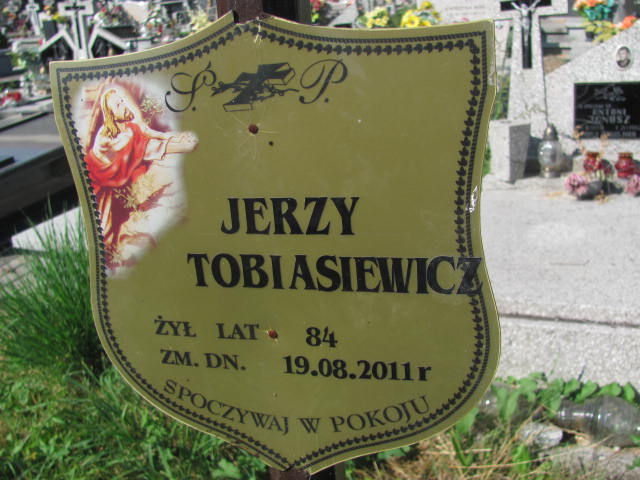 Ś. P.
JERZY
TOBIASIEWICZ
ŻYŁ LAT 84
ZM. DN. 19.08.2011 r
SPOCZYWAJ W POKOJU